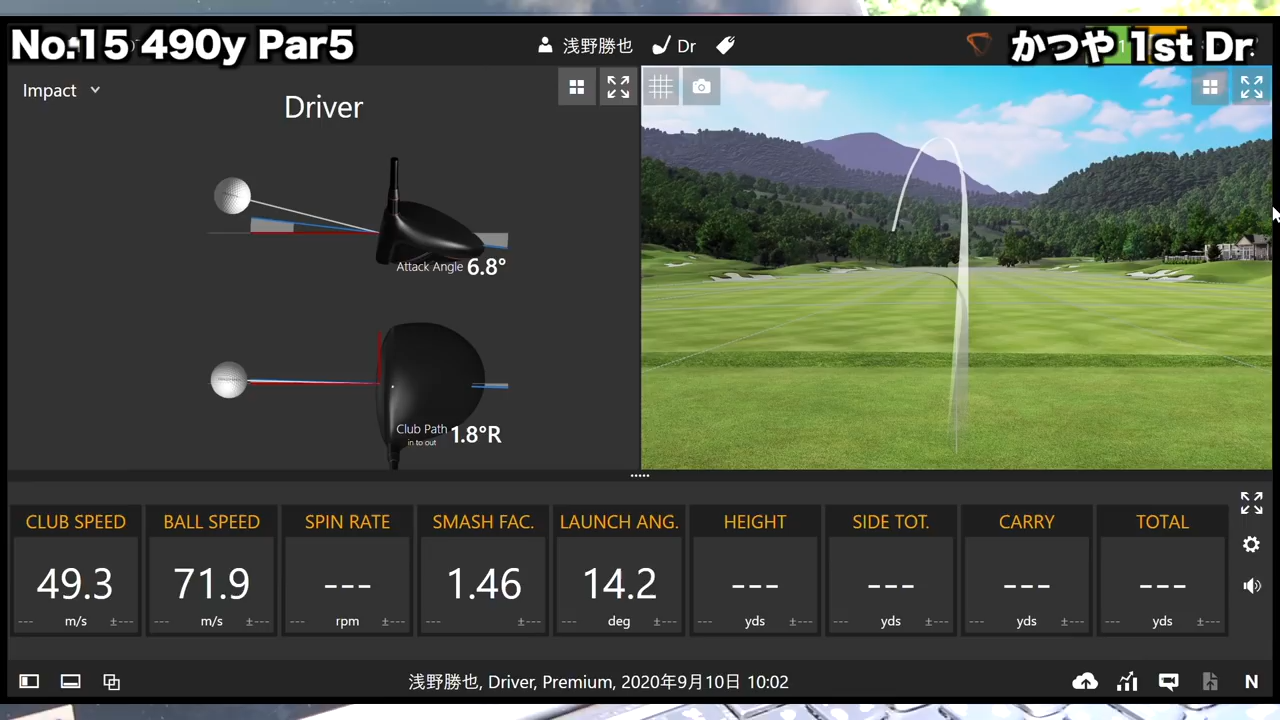 No:15 490y Par5
浅野勝也
Dr
かつや 1st Dr
Impact
Driver
Attack Angle 6.8°
Club Path 1.8°R
in to out
CLUB SPEED
BALL SPEED
SPIN RATE
SMASH FAC.
LAUNCH ANG.
HEIGHT
SIDE TOT.
CARRY
TOTAL
49.3
71.9
---
1.46
14.2
---
---
---
---
--- m/s ±---
--- m/s ±---
--- rpm ±---
--- ±---
--- deg ±---
--- yds ±---
--- yds ±---
--- yds ±---
--- yds ±---
浅野勝也, Driver, Premium, 2020年9月10日 10:02
N